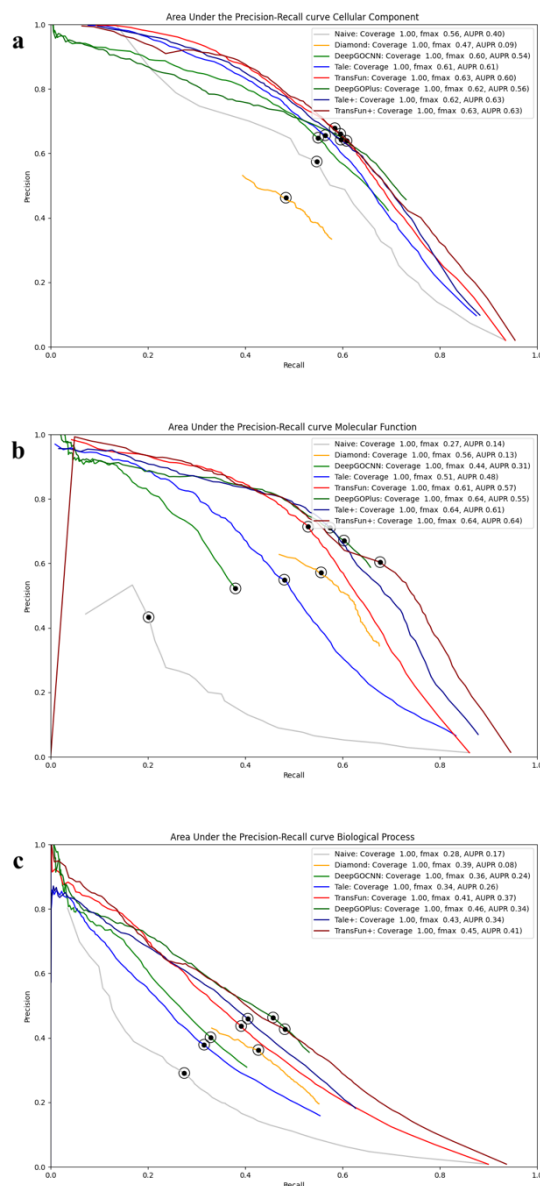 a
Area Under the Precision-Recall curve Cellular Component
Naive: Coverage 1.00, fmax 0.56, AUPR 0.40)
Diamond: Coverage 1.00, fmax 0.47, AUPR 0.09)
DeepGOCNN: Coverage 1.00, fmax 0.60, AUPR 0.54)
Tale: Coverage 1.00, fmax 0.61, AUPR 0.61)
TransFun: Coverage 1.00, fmax 0.63, AUPR 0.60)
DeepGOPlus: Coverage 1.00, fmax 0.62, AUPR 0.56)
Tale+: Coverage 1.00, fmax 0.62, AUPR 0.63)
TransFun+: Coverage 1.00, fmax 0.63, AUPR 0.63)
1.0
0.8
0.6
0.4
0.2
0.0
Precision
0.0 0.2 0.4 0.6 0.8 1.0
Recall
b
Area Under the Precision-Recall curve Molecular Function
Naive: Coverage 1.00, fmax 0.27, AUPR 0.14)
Diamond: Coverage 1.00, fmax 0.56, AUPR 0.13)
DeepGOCNN: Coverage 1.00, fmax 0.44, AUPR 0.31)
Tale: Coverage 1.00, fmax 0.51, AUPR 0.48)
TransFun: Coverage 1.00, fmax 0.61, AUPR 0.57)
DeepGOPlus: Coverage 1.00, fmax 0.64, AUPR 0.55)
Tale+: Coverage 1.00, fmax 0.64, AUPR 0.61)
TransFun+: Coverage 1.00, fmax 0.64, AUPR 0.64)
1.0
0.8
0.6
0.4
0.2
0.0
Precision
0.0 0.2 0.4 0.6 0.8 1.0
Recall
c
Area Under the Precision-Recall curve Biological Process
Naive: Coverage 1.00, fmax 0.28, AUPR 0.17)
Diamond: Coverage 1.00, fmax 0.39, AUPR 0.08)
DeepGOCNN: Coverage 1.00, fmax 0.36, AUPR 0.24)
Tale: Coverage 1.00, fmax 0.34, AUPR 0.26)
TransFun: Coverage 1.00, fmax 0.41, AUPR 0.37)
DeepGOPlus: Coverage 1.00, fmax 0.46, AUPR 0.34)
Tale+: Coverage 1.00, fmax 0.43, AUPR 0.34)
TransFun+: Coverage 1.00, fmax 0.45, AUPR 0.41)
1.0
0.8
0.6
0.4
0.2
0.0
Precision
0.0 0.2 0.4 0.6 0.8 1.0
Recall